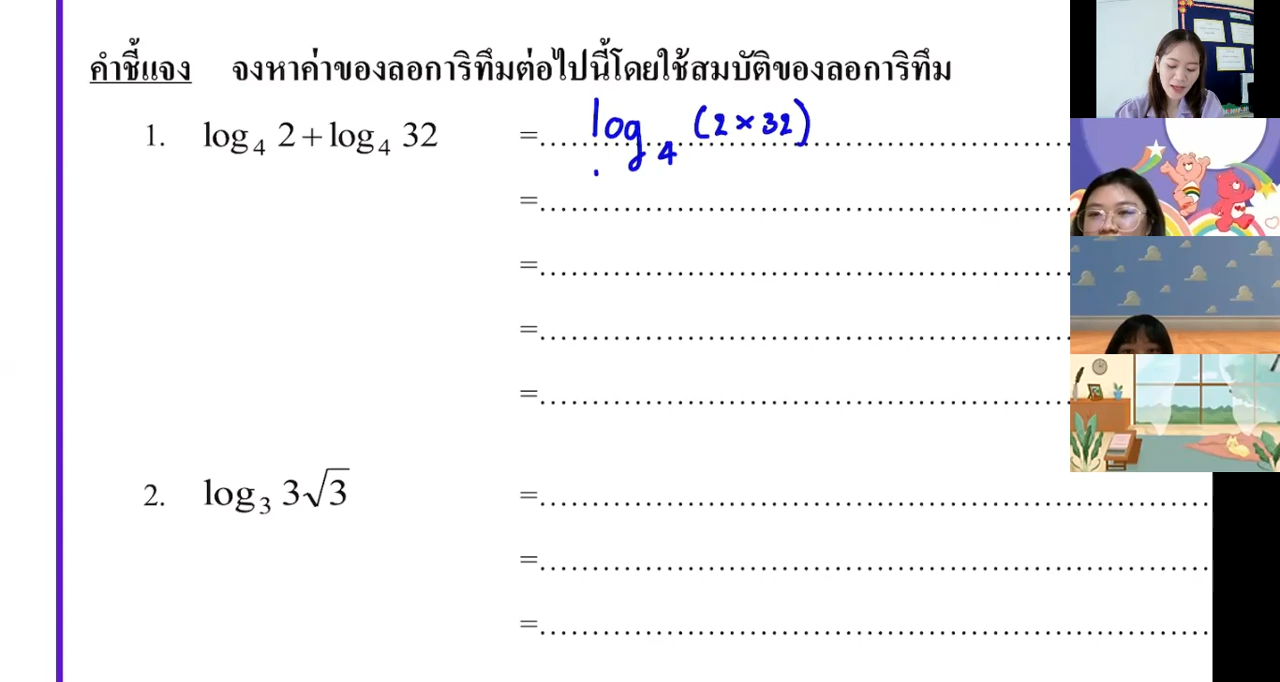 คำชี้แจง จงหาค่าของลอการิทึมต่อไปนี้โดยใช้สมบัติของลอการิทึม
1. log₄ 2 + log₄ 32 =.......... log₄ (2 × 32) ..........
=..........
=..........
=..........
=..........
2. log₃ 3√3 =..........
=..........
=..........